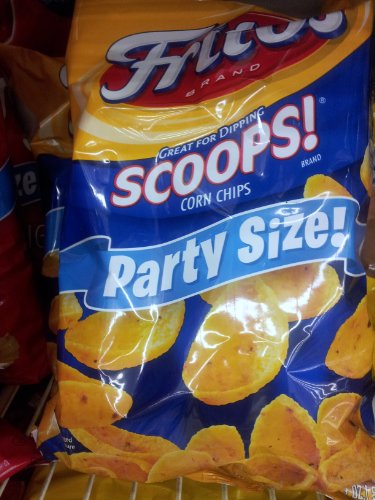 Fritos
BRAND
GREAT FOR DIPPING
SCOOPS!®
BRAND
CORN CHIPS
Party Size!